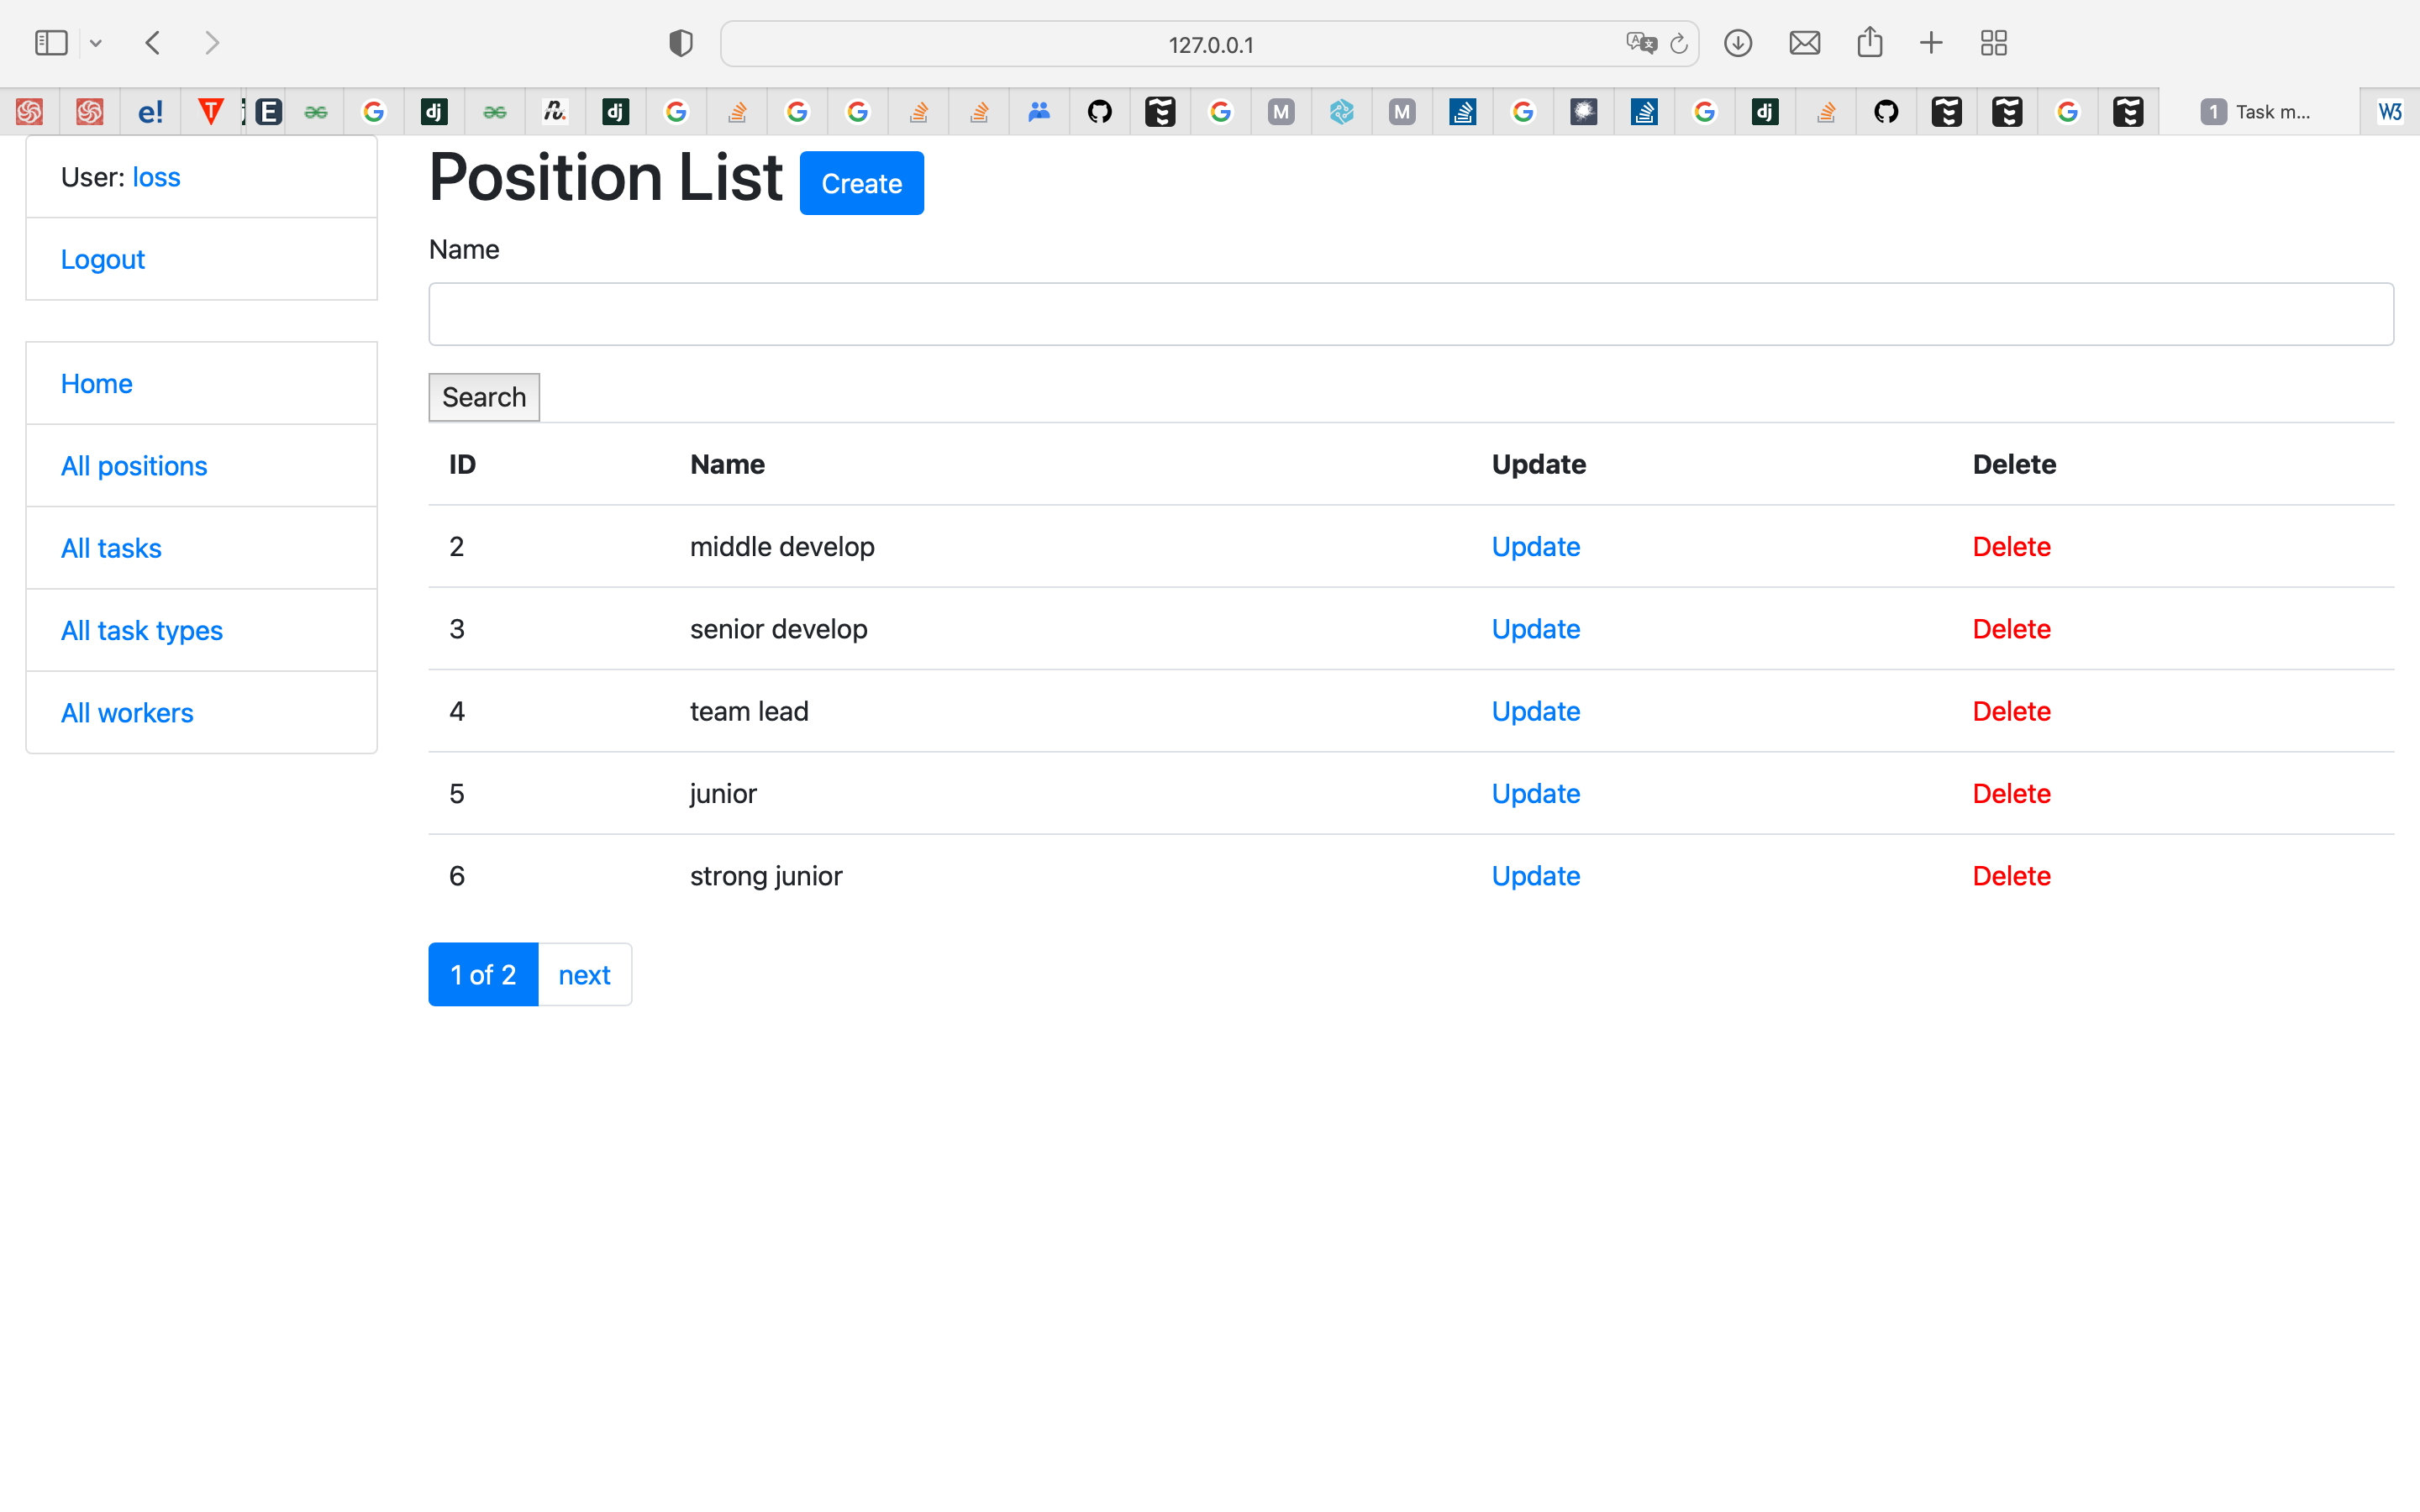 127.0.0.1
e! T E dj n. dj M M dj 1 Task m... W3
User: loss
Logout
Home
All positions
All tasks
All task types
All workers
Position List Create
Name
Search
ID Name Update Delete
2 middle develop Update Delete
3 senior develop Update Delete
4 team lead Update Delete
5 junior Update Delete
6 strong junior Update Delete
1 of 2 next